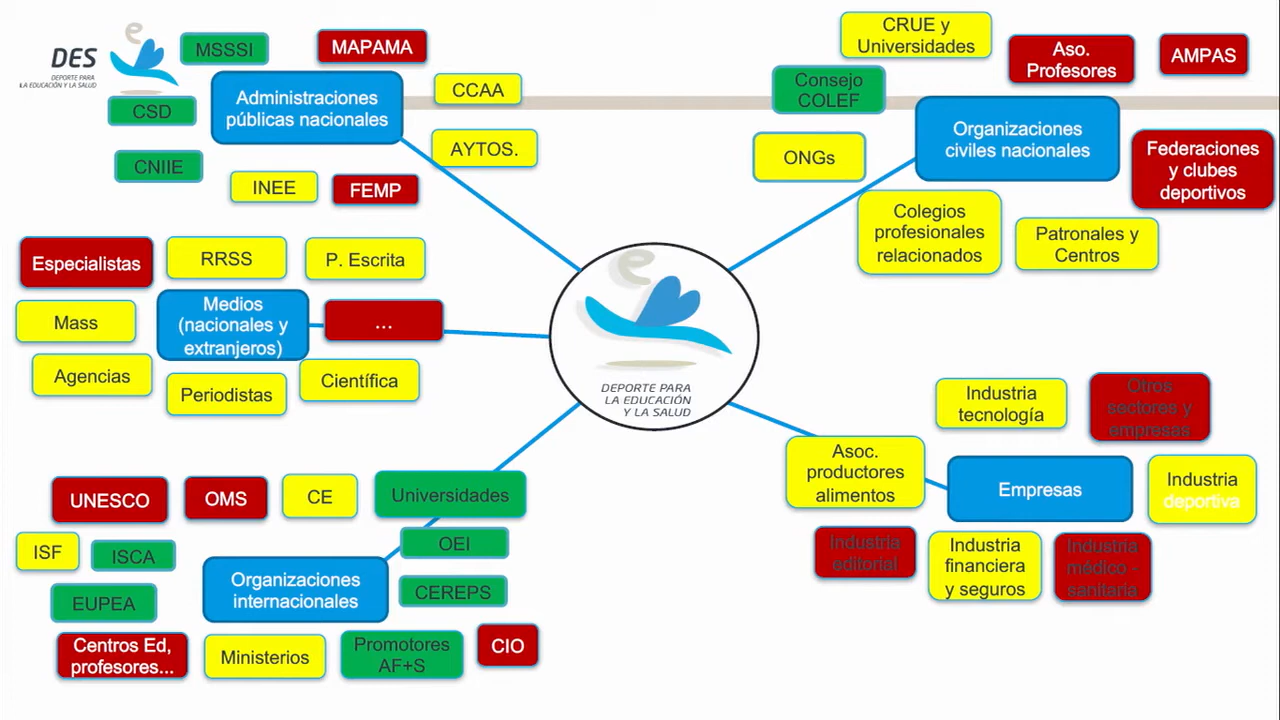 DES
DEPORTE PARA
LA EDUCACIÓN Y LA SALUD
MSSSI
MAPAMA
CSD
Administraciones
públicas nacionales
CCAA
AYTOS.
CNIIE
INEE
FEMP
CRUE y
Universidades
Aso.
Profesores
AMPAS
Consejo
COLEF
Organizaciones
civiles nacionales
ONGs
Federaciones
y clubes
deportivos
Colegios
profesionales
relacionados
Patronales y
Centros
Especialistas
RRSS
P. Escrita
Mass
Medios
(nacionales y
extranjeros)
...
Agencias
Periodistas
Científica
e
DEPORTE PARA
LA EDUCACIÓN
Y LA SALUD
Industria
tecnología
Otros
sectores y
empresas
Asoc.
productores
alimentos
Empresas
Industria
deportiva
Industria
editorial
Industria
financiera
y seguros
Industria
médico -
sanitaria
UNESCO
OMS
CE
Universidades
ISF
ISCA
OEI
Organizaciones
internacionales
EUPEA
CEREPS
Centros Ed,
profesores...
Ministerios
Promotores
AF+S
CIO